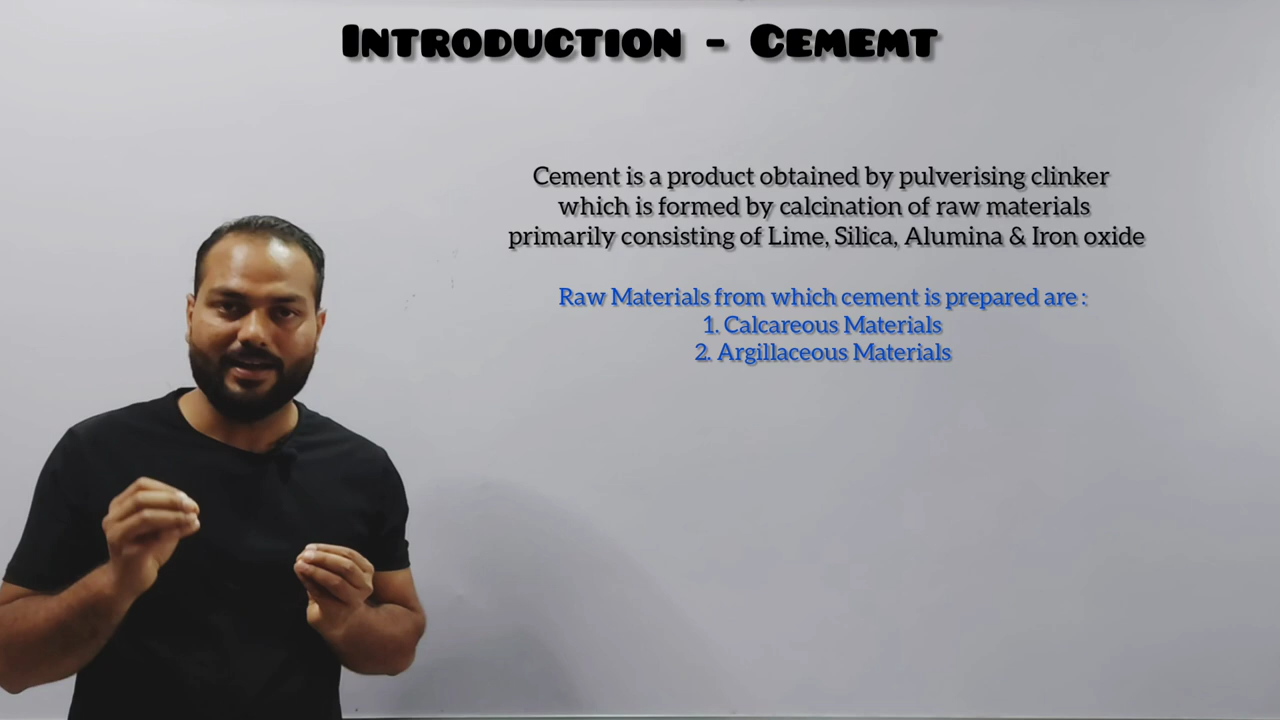 Introduction - Cememt
Cement is a product obtained by pulverising clinker
which is formed by calcination of raw materials
primarily consisting of Lime, Silica, Alumina & Iron oxide
Raw Materials from which cement is prepared are :
1. Calcareous Materials
2. Argillaceous Materials